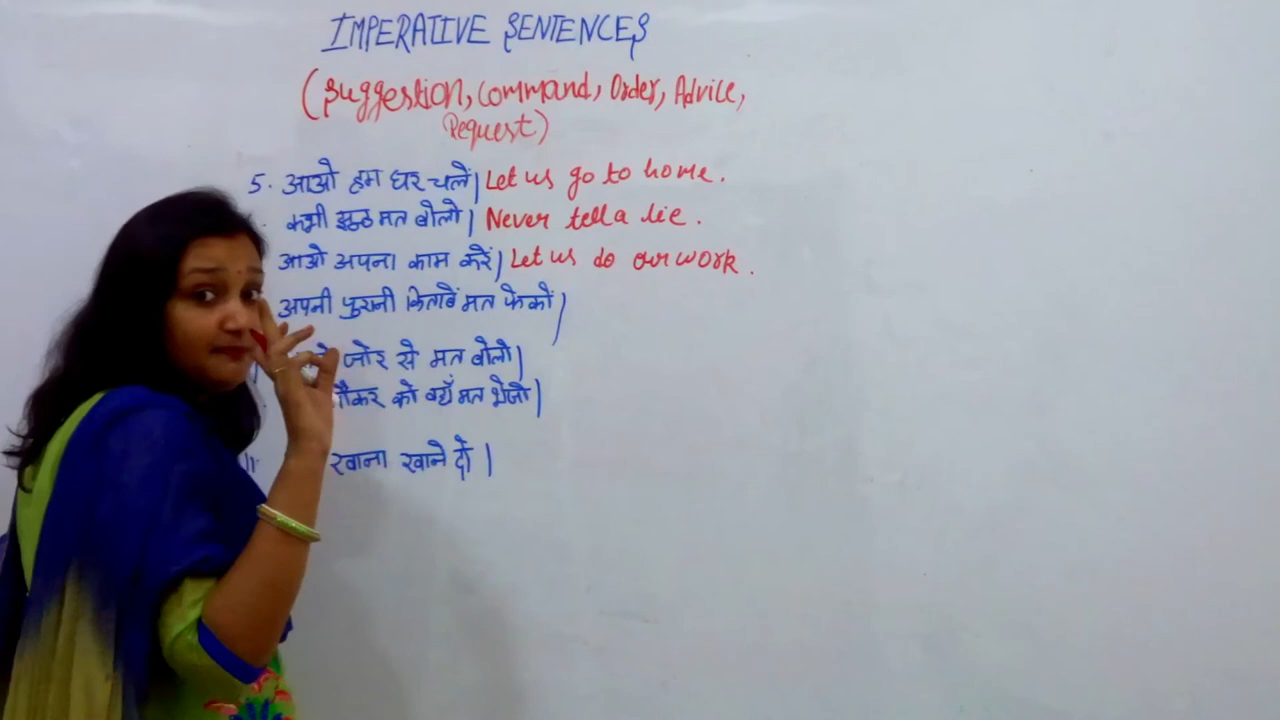 IMPERATIVE SENTENCES
(Suggestion, Command, Order, Advice,
Request)
5. आओ हम घर चलें| Let us go to home.
कभी झुठ मत बोलो| Never tell a lie.
आओ अपना काम करें| Let us do our work.
अपनी पुरानी किताबें मत फेकों|
जोर से मत बोलो|
को वहाँ मत भेजो|
खाना खाने दो|